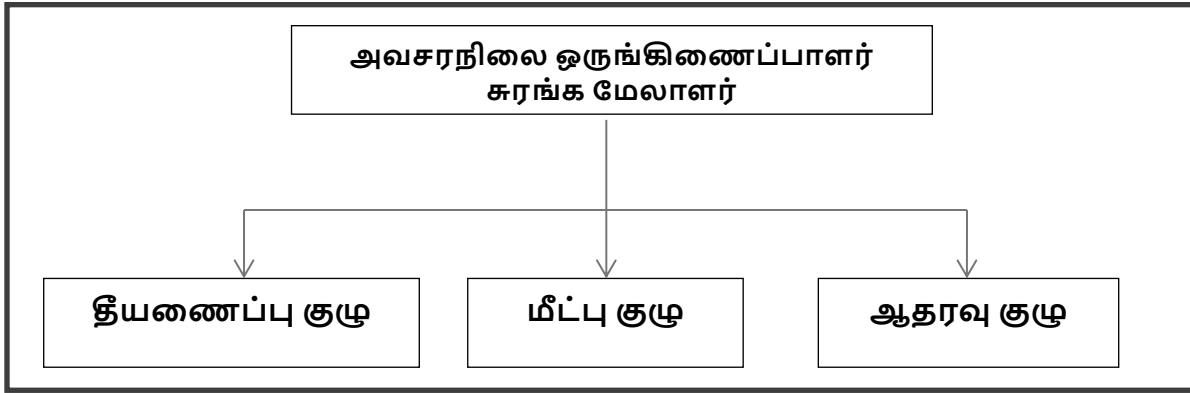 அவசரநிலை ஒருங்கிணைப்பாளர்
சுரங்க மேலாளர்
தீயணைப்பு குழு
மீட்பு குழு
ஆதரவு குழு